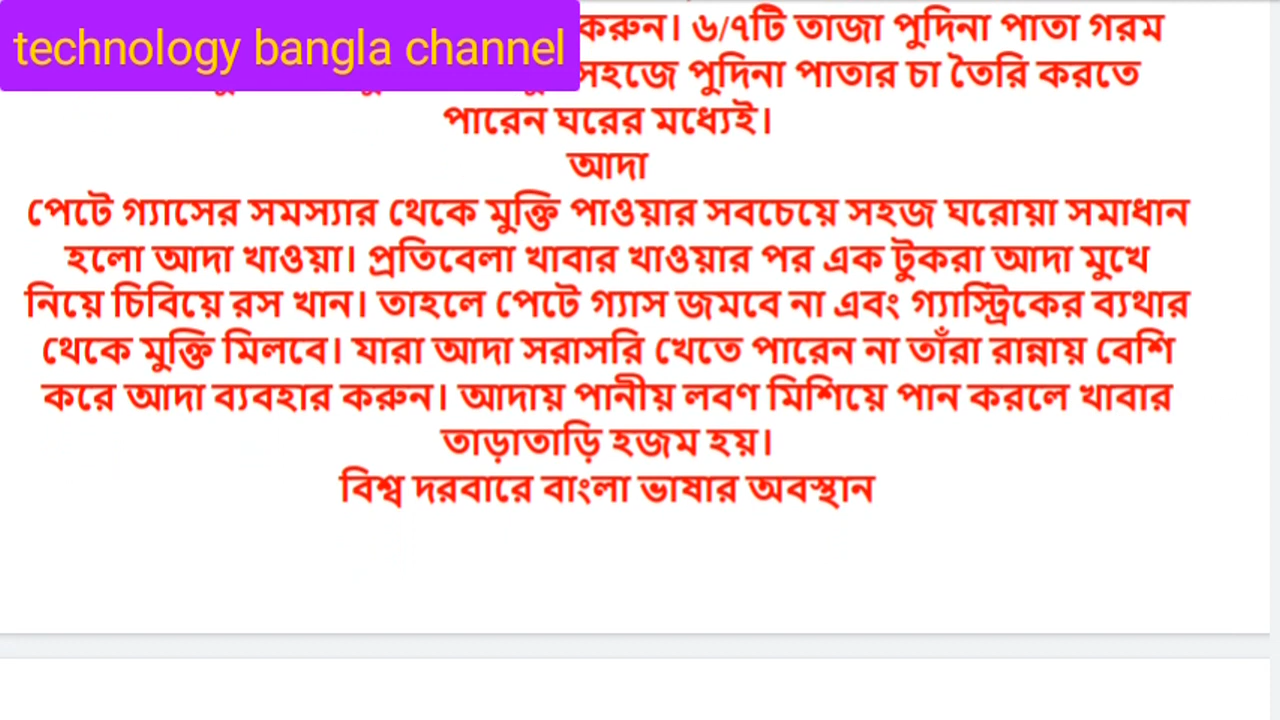 technology bangla channel
করুন। ৬/৭টি তাজা পুদিনা পাতা গরম
সহজে পুদিনা পাতার চা তৈরি করতে
পারেন ঘরের মধ্যেই।
আদা
পেটে গ্যাসের সমস্যার থেকে মুক্তি পাওয়ার সবচেয়ে সহজ ঘরোয়া সমাধান
হলো আদা খাওয়া। প্রতিবেলা খাবার খাওয়ার পর এক টুকরা আদা মুখে
নিয়ে চিবিয়ে রস খান। তাহলে পেটে গ্যাস জমবে না এবং গ্যাস্ট্রিকের ব্যথার
থেকে মুক্তি মিলবে। যারা আদা সরাসরি খেতে পারেন না তাঁরা রান্নায় বেশি
করে আদা ব্যবহার করুন। আদায় পানীয় লবণ মিশিয়ে পান করলে খাবার
তাড়াতাড়ি হজম হয়।
বিশ্ব দরবারে বাংলা ভাষার অবস্থান